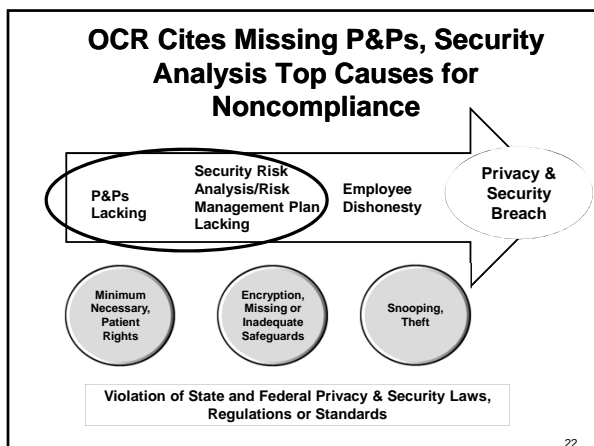 OCR Cites Missing P&Ps, Security
Analysis Top Causes for
Noncompliance
P&Ps
Lacking
Security Risk
Analysis/Risk
Management Plan
Lacking
Employee
Dishonesty
Privacy &
Security
Breach
Minimum
Necessary,
Patient
Rights
Encryption,
Missing or
Inadequate
Safeguards
Snooping,
Theft
Violation of State and Federal Privacy & Security Laws,
Regulations or Standards
22